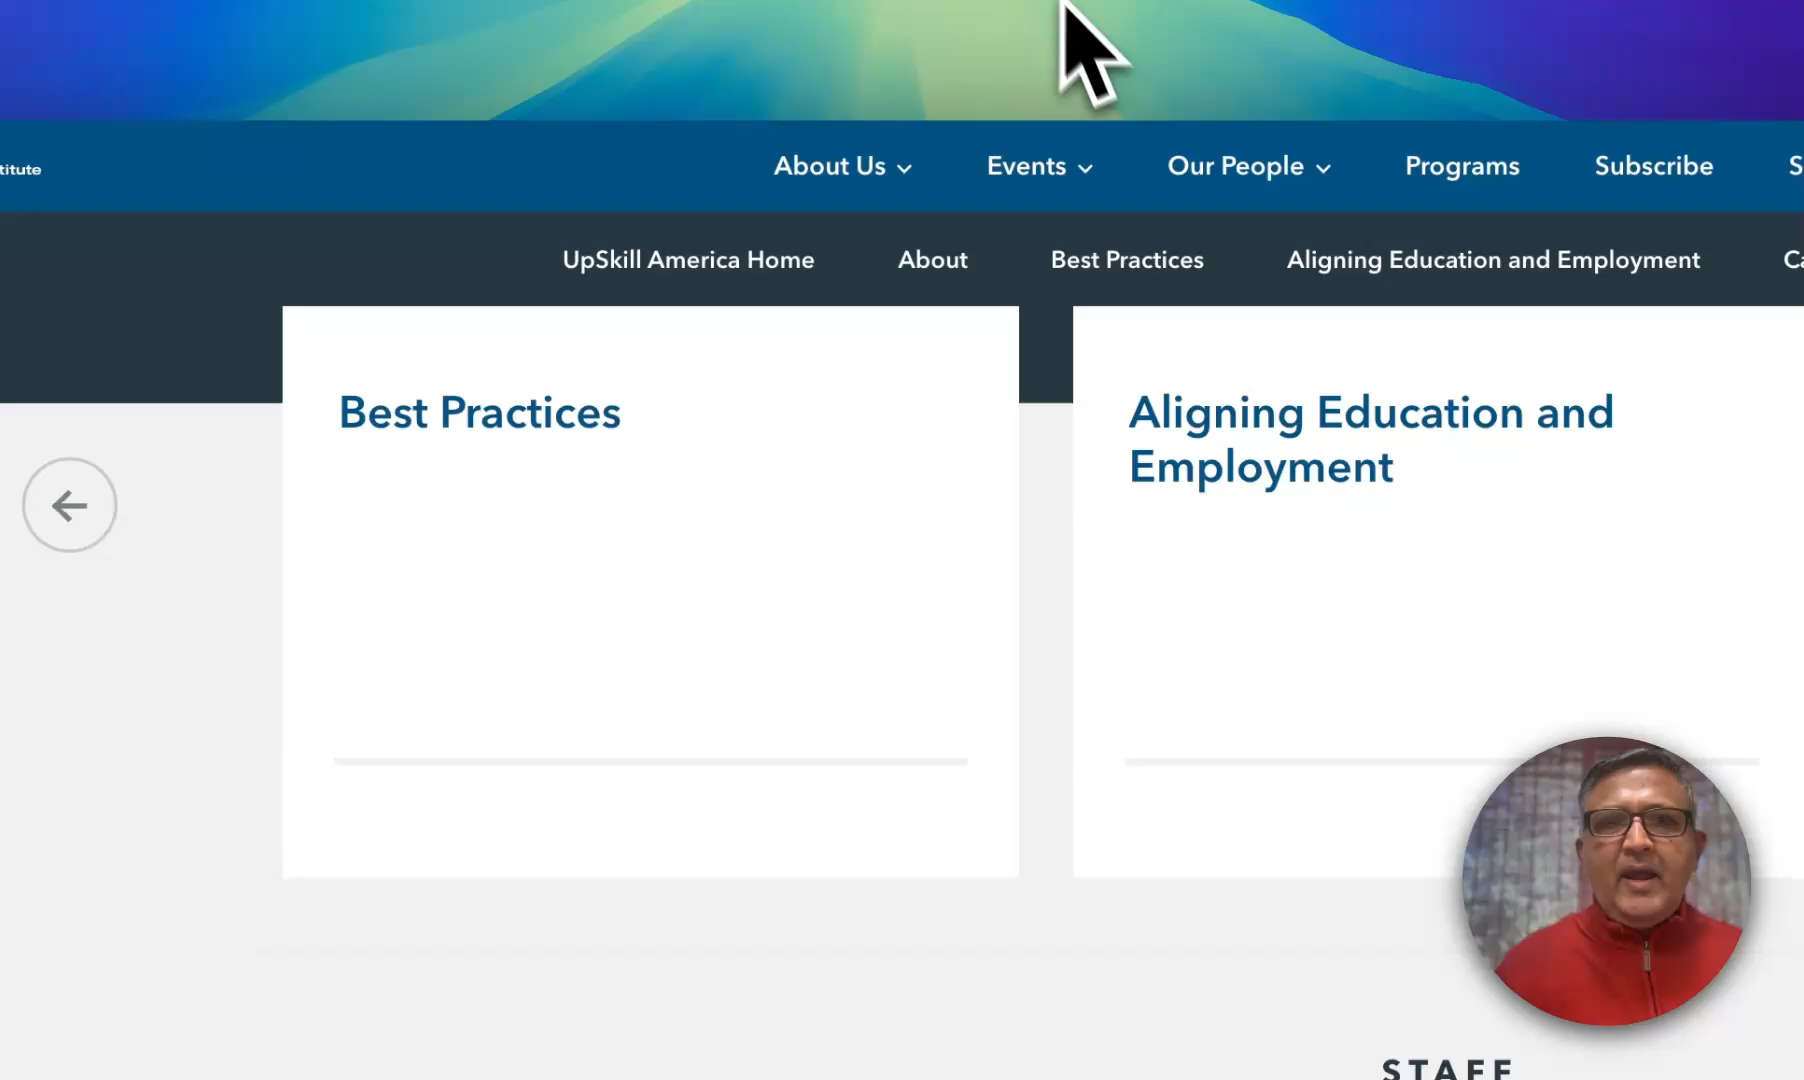 titute
About Us
Events
Our People
Programs
Subscribe
S
UpSkill America Home
About
Best Practices
Aligning Education and Employment
Ca
Best Practices
Aligning Education and
Employment
STAFF